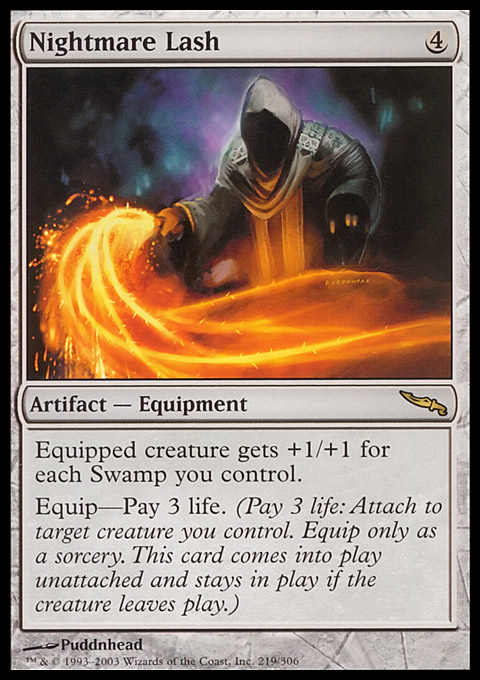 Nightmare Lash 4
PUDDNHEAD
Artifact — Equipment
Equipped creature gets +1/+1 for
each Swamp you control.
Equip—Pay 3 life. (Pay 3 life: Attach to
target creature you control. Equip only as
a sorcery. This card comes into play
unattached and stays in play if the
creature leaves play.)
Puddnhead
™ & © 1993–2003 Wizards of the Coast, Inc. 219/306